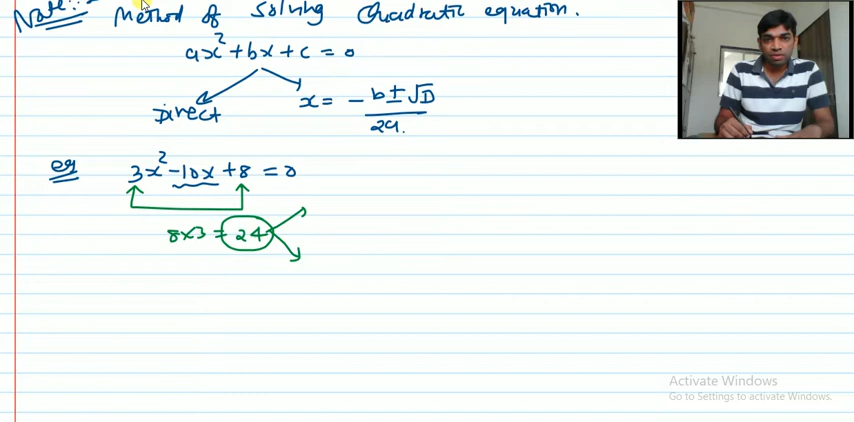 Note:- Method of Solving Quadratic equation.
ax² + bx + c = 0
Direct x = -b ± √D / 2a.
eg 3x² - 10x + 8 = 0
8×3 = 24
Activate Windows
Go to Settings to activate Windows.